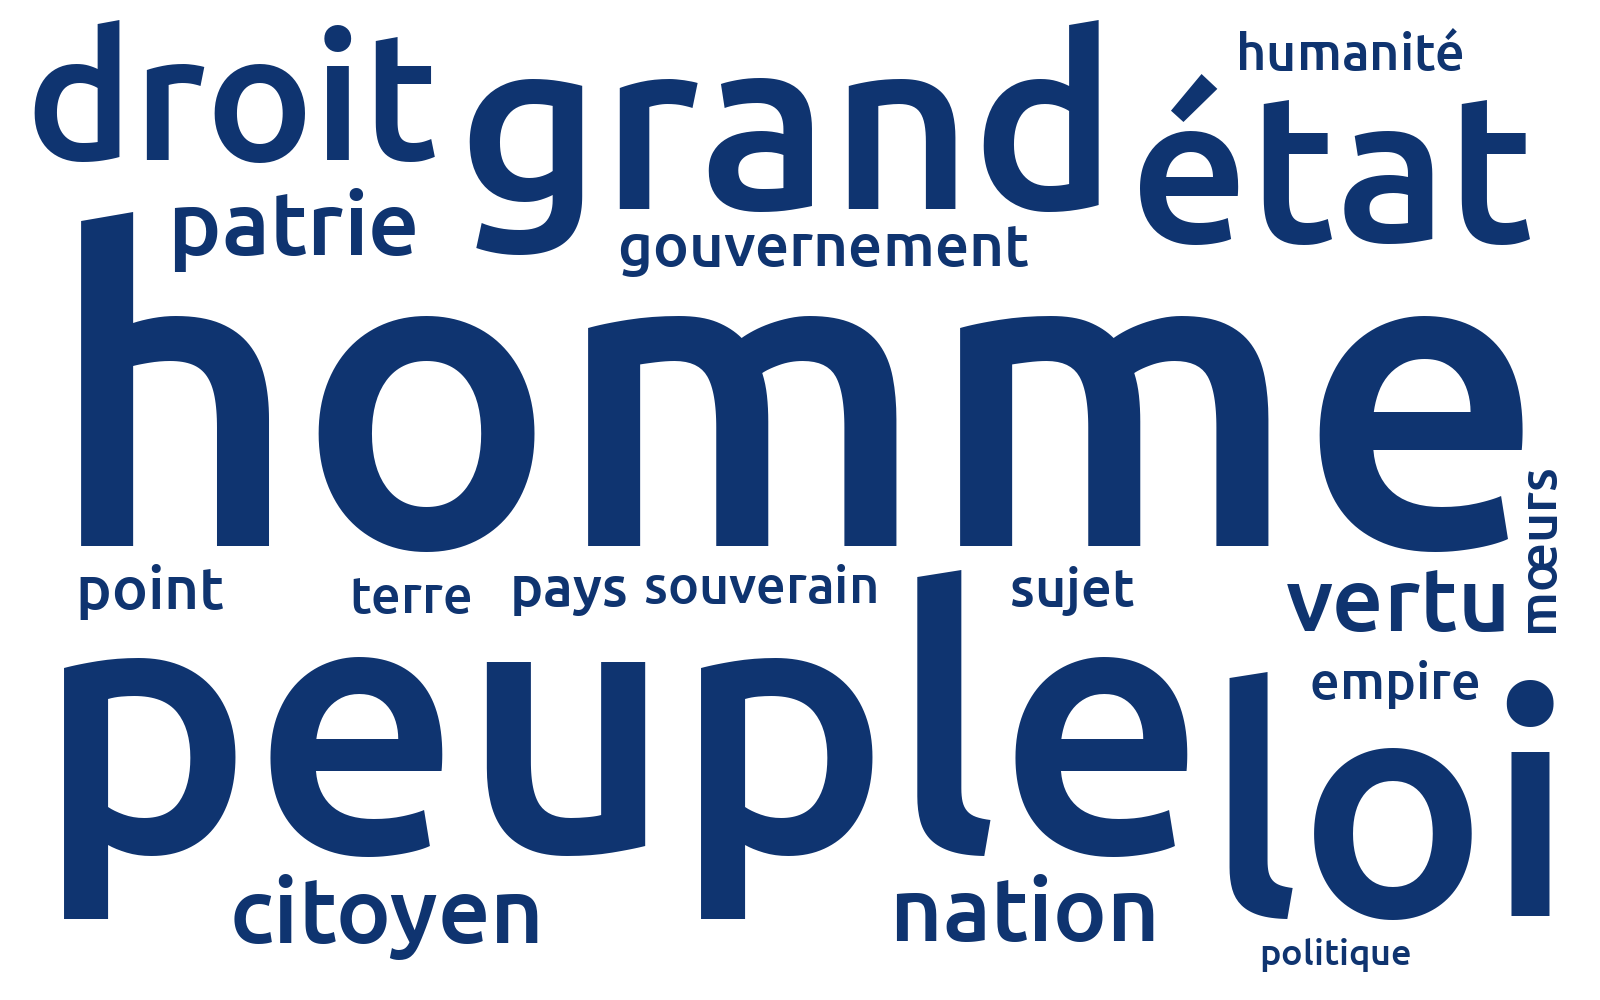 droit
grand
humanité
état
patrie
gouvernement
homme
mœurs
point
terre
pays
souverain
sujet
vertu
peuple
empire
loi
citoyen
nation
politique